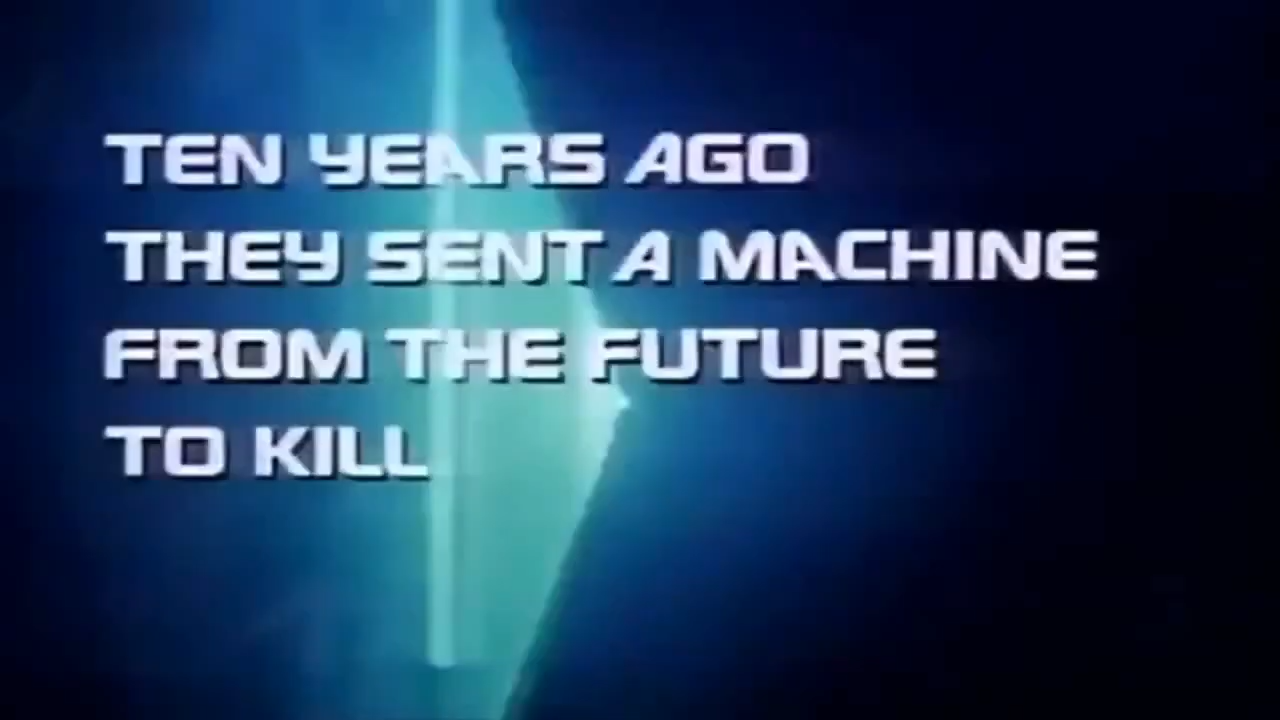 TEN YEARS AGO
THEY SENT A MACHINE
FROM THE FUTURE
TO KILL